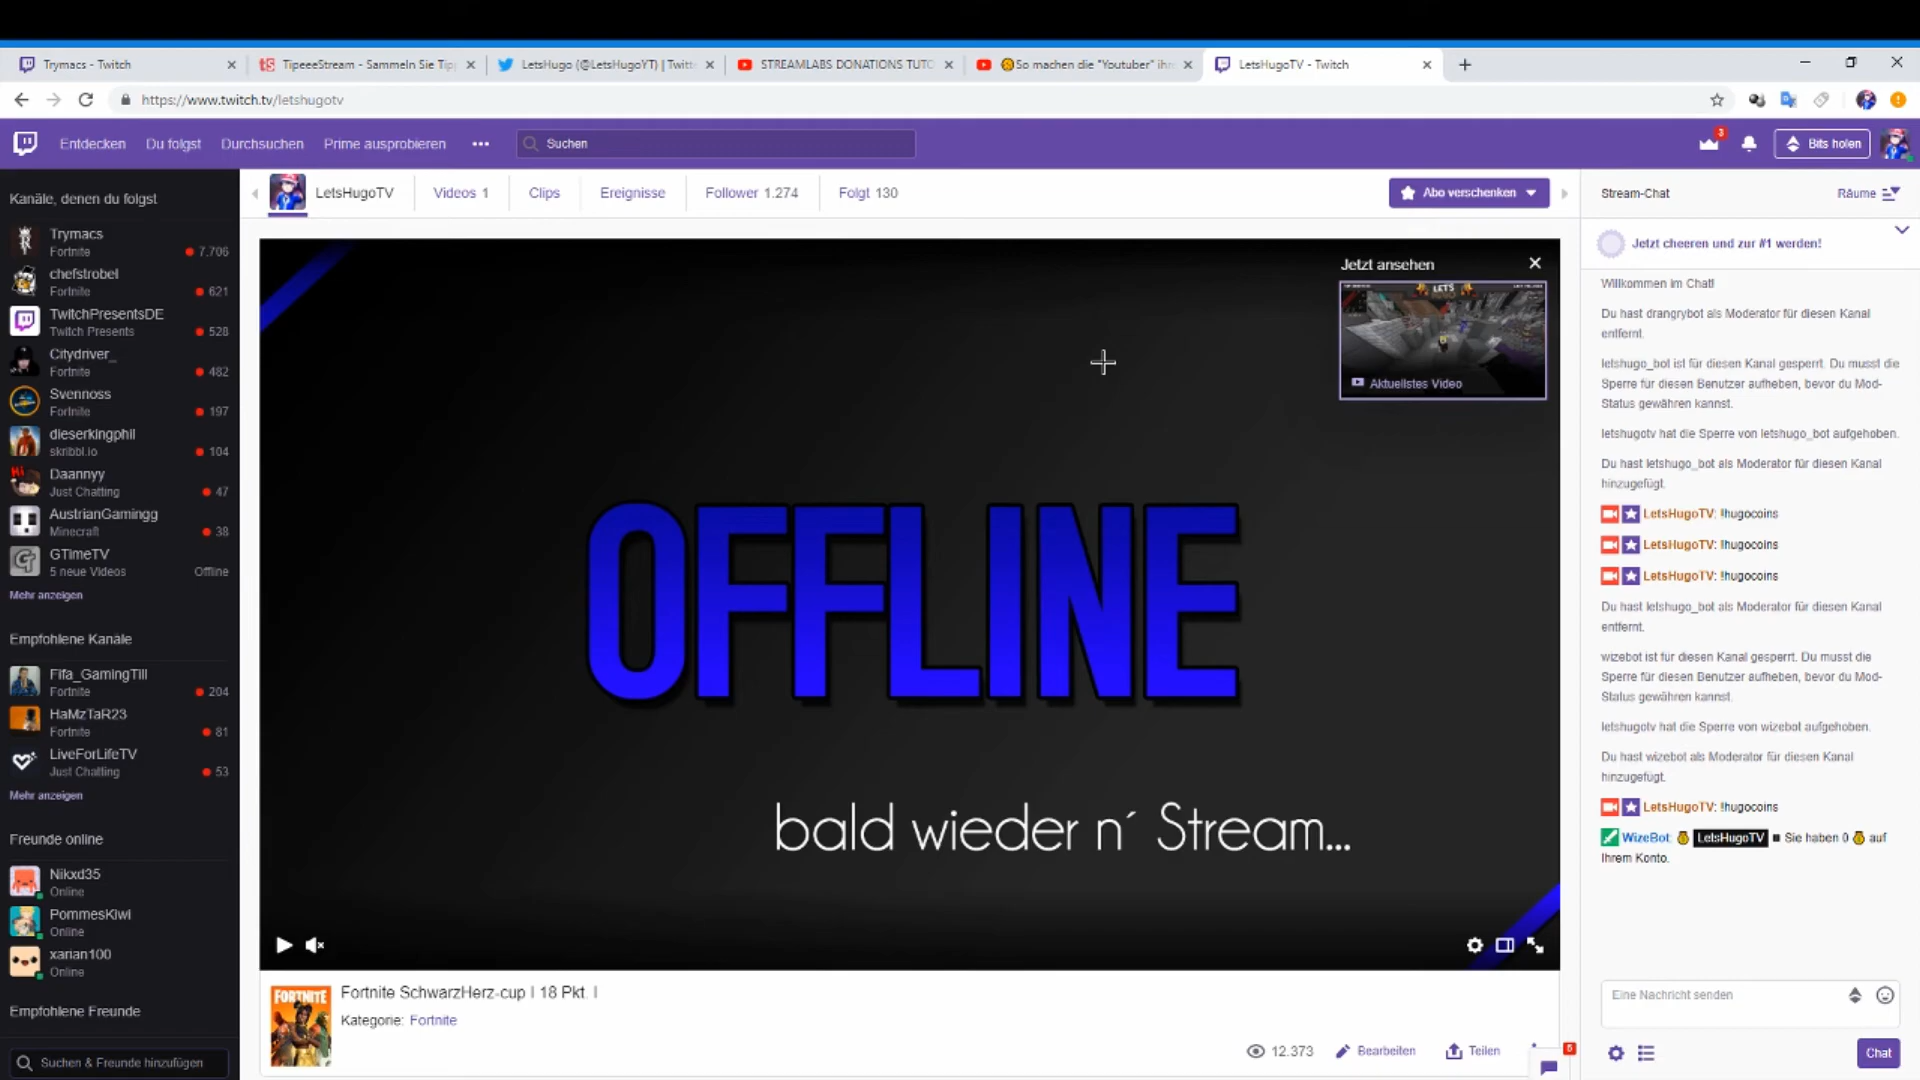 Trymacs - Twitch
TipeeeStream - Sammeln Sie Tip
LetsHugo (@LetsHugoYT) | Twitt
STREAMLABS DONATIONS TUTO
So machen die "Youtuber" ihr
LetsHugoTV - Twitch
https://www.twitch.tv/letshugotv
Entdecken
Du folgst
Durchsuchen
Prime ausprobieren
Suchen
3
Bits holen
Kanäle, denen du folgst
Trymacs
Fortnite
7.706
chefstrobel
Fortnite
621
TwitchPresentsDE
Twitch Presents
528
Citydriver_
Fortnite
482
Svennoss
Fortnite
197
dieserkingphil
skribbl.io
104
Daannyy
Just Chatting
47
AustrianGamingg
Minecraft
38
GTimeTV
5 neue Videos
Offline
Mehr anzeigen
Empfohlene Kanäle
Fifa_GamingTill
Fortnite
204
HaMzTaR23
Fortnite
81
LiveForLifeTV
Just Chatting
53
Mehr anzeigen
Freunde online
Nikxd35
Online
PommesKiwi
Online
xarian100
Online
Empfohlene Freunde
Suchen & Freunde hinzufügen
LetsHugoTV
Videos 1
Clips
Ereignisse
Follower 1.274
Folgt 130
Abo verschenken
Jetzt ansehen
LETS
Aktuellstes Video
OFFLINE
bald wieder n´ Stream...
FORTNITE
Fortnite SchwarzHerz-cup I 18 Pkt. I
Kategorie: Fortnite
12.373
Bearbeiten
Teilen
6
Stream-Chat
Räume
Jetzt cheeren und zur #1 werden!
Willkommen im Chat!
Du hast drangrybot als Moderator für diesen Kanal
entfernt.
letshugo_bot ist für diesen Kanal gesperrt. Du musst die
Sperre für diesen Benutzer aufheben, bevor du Mod-
Status gewähren kannst.
letshugotv hat die Sperre von letshugo_bot aufgehoben.
Du hast letshugo_bot als Moderator für diesen Kanal
hinzugefügt.
LetsHugoTV: !hugocoins
LetsHugoTV: !hugocoins
LetsHugoTV: !hugocoins
Du hast letshugo_bot als Moderator für diesen Kanal
entfernt.
wizebot ist für diesen Kanal gesperrt. Du musst die
Sperre für diesen Benutzer aufheben, bevor du Mod-
Status gewähren kannst.
letshugotv hat die Sperre von wizebot aufgehoben.
Du hast wizebot als Moderator für diesen Kanal
hinzugefügt.
LetsHugoTV: !hugocoins
WizeBot: LetsHugoTV Sie haben 0 auf
Ihrem Konto.
Eine Nachricht senden
Chat